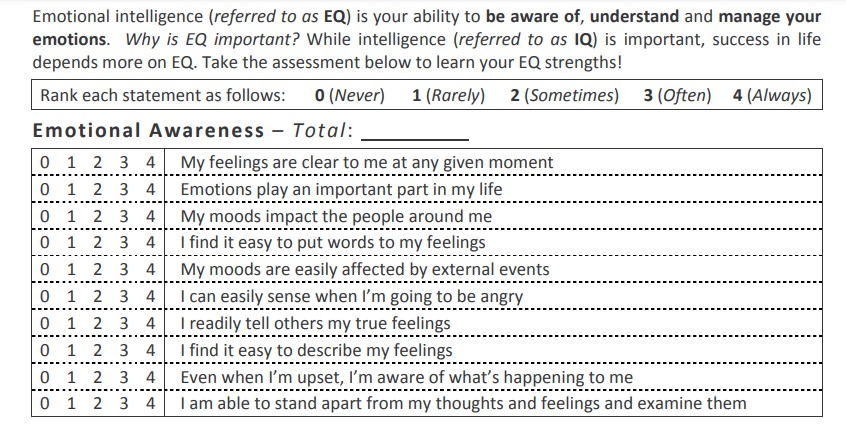 Emotional intelligence (referred to as EQ) is your ability to be aware of, understand and manage your
emotions. Why is EQ important? While intelligence (referred to as IQ) is important, success in life
depends more on EQ. Take the assessment below to learn your EQ strengths!
Rank each statement as follows: 0 (Never) 1 (Rarely) 2 (Sometimes) 3 (Often) 4 (Always)
Emotional Awareness – Total: __________
0 1 2 3 4 My feelings are clear to me at any given moment
0 1 2 3 4 Emotions play an important part in my life
0 1 2 3 4 My moods impact the people around me
0 1 2 3 4 I find it easy to put words to my feelings
0 1 2 3 4 My moods are easily affected by external events
0 1 2 3 4 I can easily sense when I’m going to be angry
0 1 2 3 4 I readily tell others my true feelings
0 1 2 3 4 I find it easy to describe my feelings
0 1 2 3 4 Even when I’m upset, I’m aware of what’s happening to me
0 1 2 3 4 I am able to stand apart from my thoughts and feelings and examine them